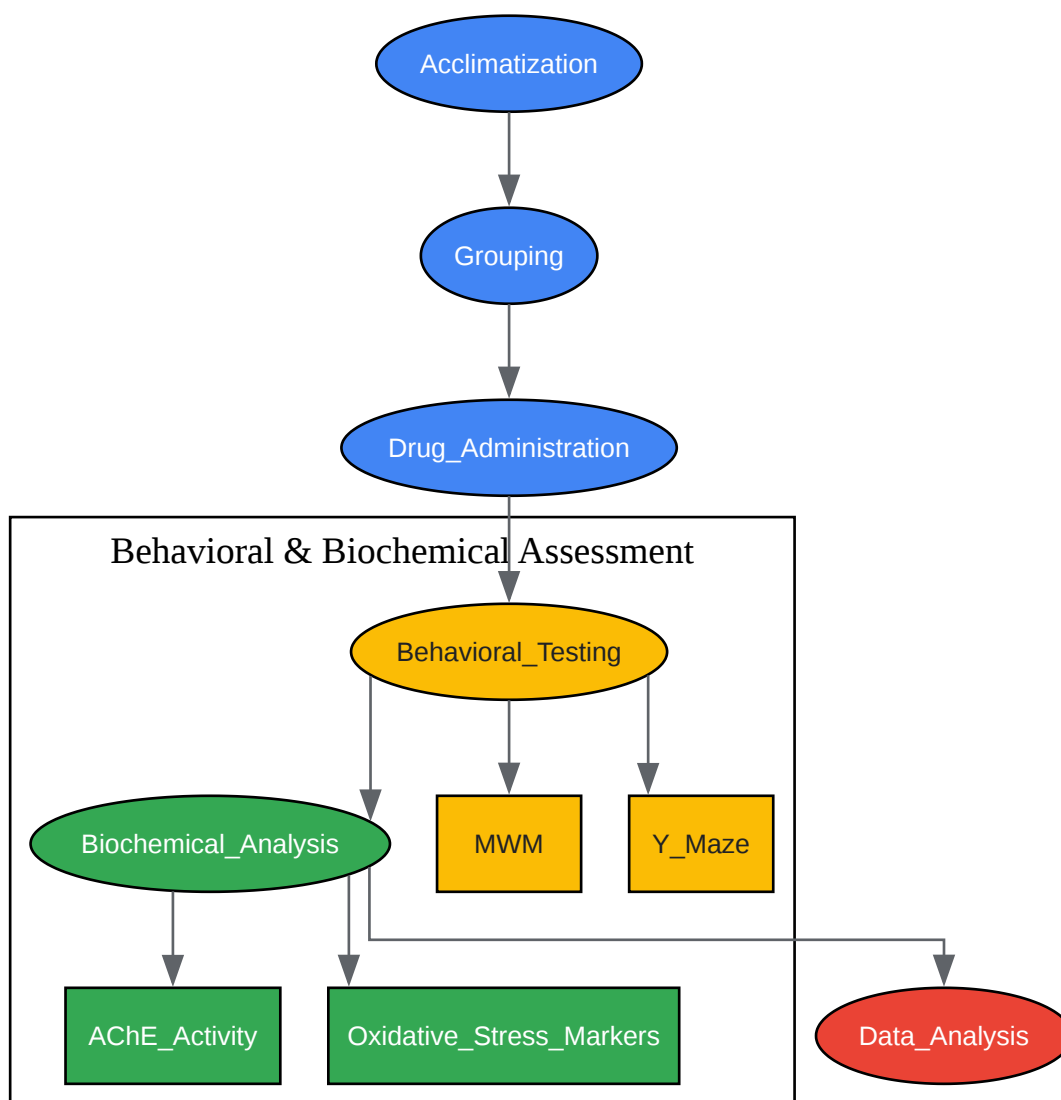 Acclimatization
Grouping
Drug_Administration
Behavioral & Biochemical Assessment
Behavioral_Testing
Biochemical_Analysis
MWM
Y_Maze
AChE_Activity
Oxidative_Stress_Markers
Data_Analysis